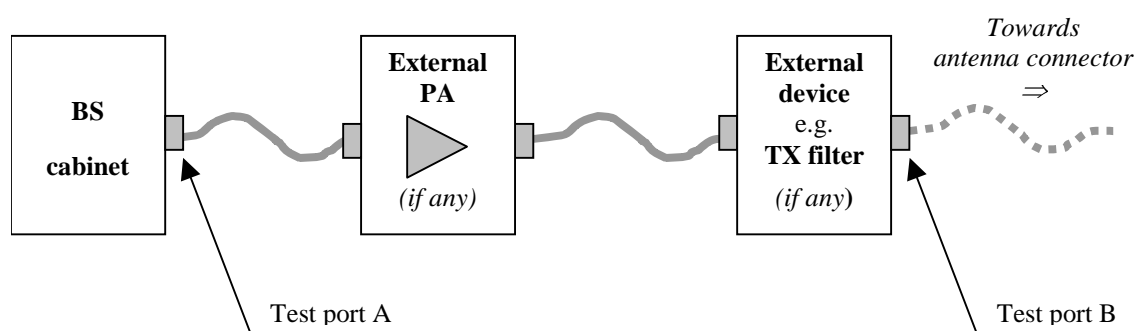 BS
cabinet
External
PA
(if any)
External
device
e.g.
TX filter
(if any)
Towards
antenna connector
⇒
Test port A
Test port B